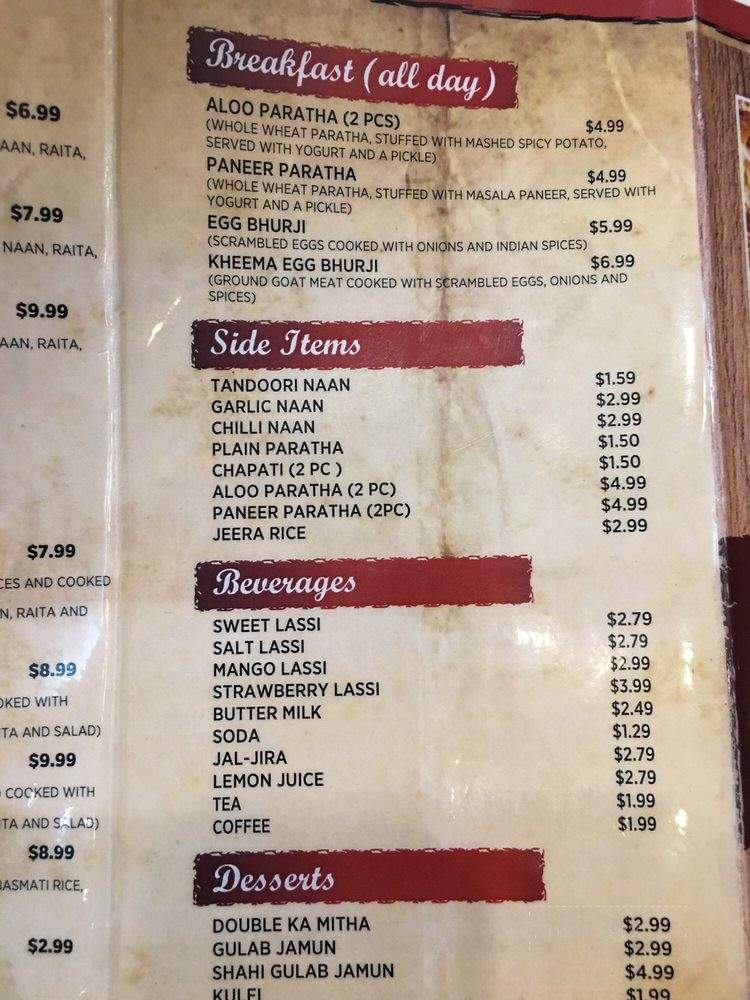 $6.99
AAN, RAITA,
$7.99
NAAN, RAITA,
$9.99
AAN, RAITA,
$7.99
CES AND COOKED
N, RAITA AND
$8.99
OKED WITH
ITA AND SALAD)
$9.99
COOKED WITH
ITA AND SALAD)
$8.99
BASMATI RICE,
$2.99
Breakfast (all day)
ALOO PARATHA (2 PCS) $4.99
(WHOLE WHEAT PARATHA, STUFFED WITH MASHED SPICY POTATO,
SERVED WITH YOGURT AND A PICKLE)
PANEER PARATHA $4.99
(WHOLE WHEAT PARATHA, STUFFED WITH MASALA PANEER, SERVED WITH
YOGURT AND A PICKLE)
EGG BHURJI $5.99
(SCRAMBLED EGGS COOKED WITH ONIONS AND INDIAN SPICES)
KHEEMA EGG BHURJI $6.99
(GROUND GOAT MEAT COOKED WITH SCRAMBLED EGGS, ONIONS AND
SPICES)
Side Items
TANDOORI NAAN $1.59
GARLIC NAAN $2.99
CHILLI NAAN $2.99
PLAIN PARATHA $1.50
CHAPATI (2 PC ) $1.50
ALOO PARATHA (2 PC) $4.99
PANEER PARATHA (2PC) $4.99
JEERA RICE $2.99
Beverages
SWEET LASSI $2.79
SALT LASSI $2.79
MANGO LASSI $2.99
STRAWBERRY LASSI $3.99
BUTTER MILK $2.49
SODA $1.29
JAL-JIRA $2.79
LEMON JUICE $2.79
TEA $1.99
COFFEE $1.99
Desserts
DOUBLE KA MITHA $2.99
GULAB JAMUN $2.99
SHAHI GULAB JAMUN $4.99
KULFI $1.99